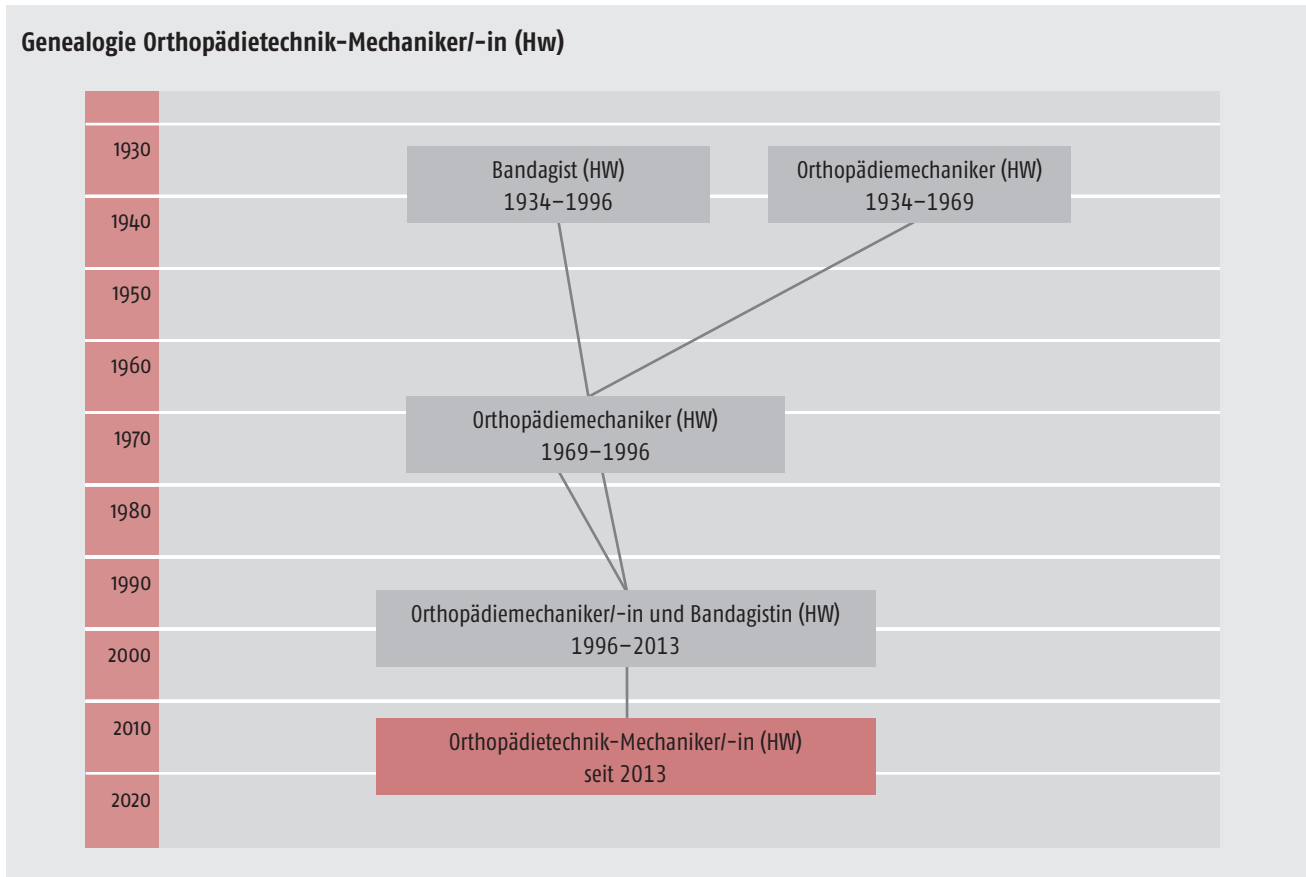 Genealogie Orthopädietechnik-Mechaniker/-in (Hw)
1930
Bandagist (HW)
1934–1996
Orthopädiemechaniker (HW)
1934–1969
1940
1950
1960
Orthopädiemechaniker (HW)
1969–1996
1970
1980
1990
Orthopädiemechaniker/-in und Bandagistin (HW)
1996–2013
2000
2010
Orthopädietechnik-Mechaniker/-in (HW)
seit 2013
2020